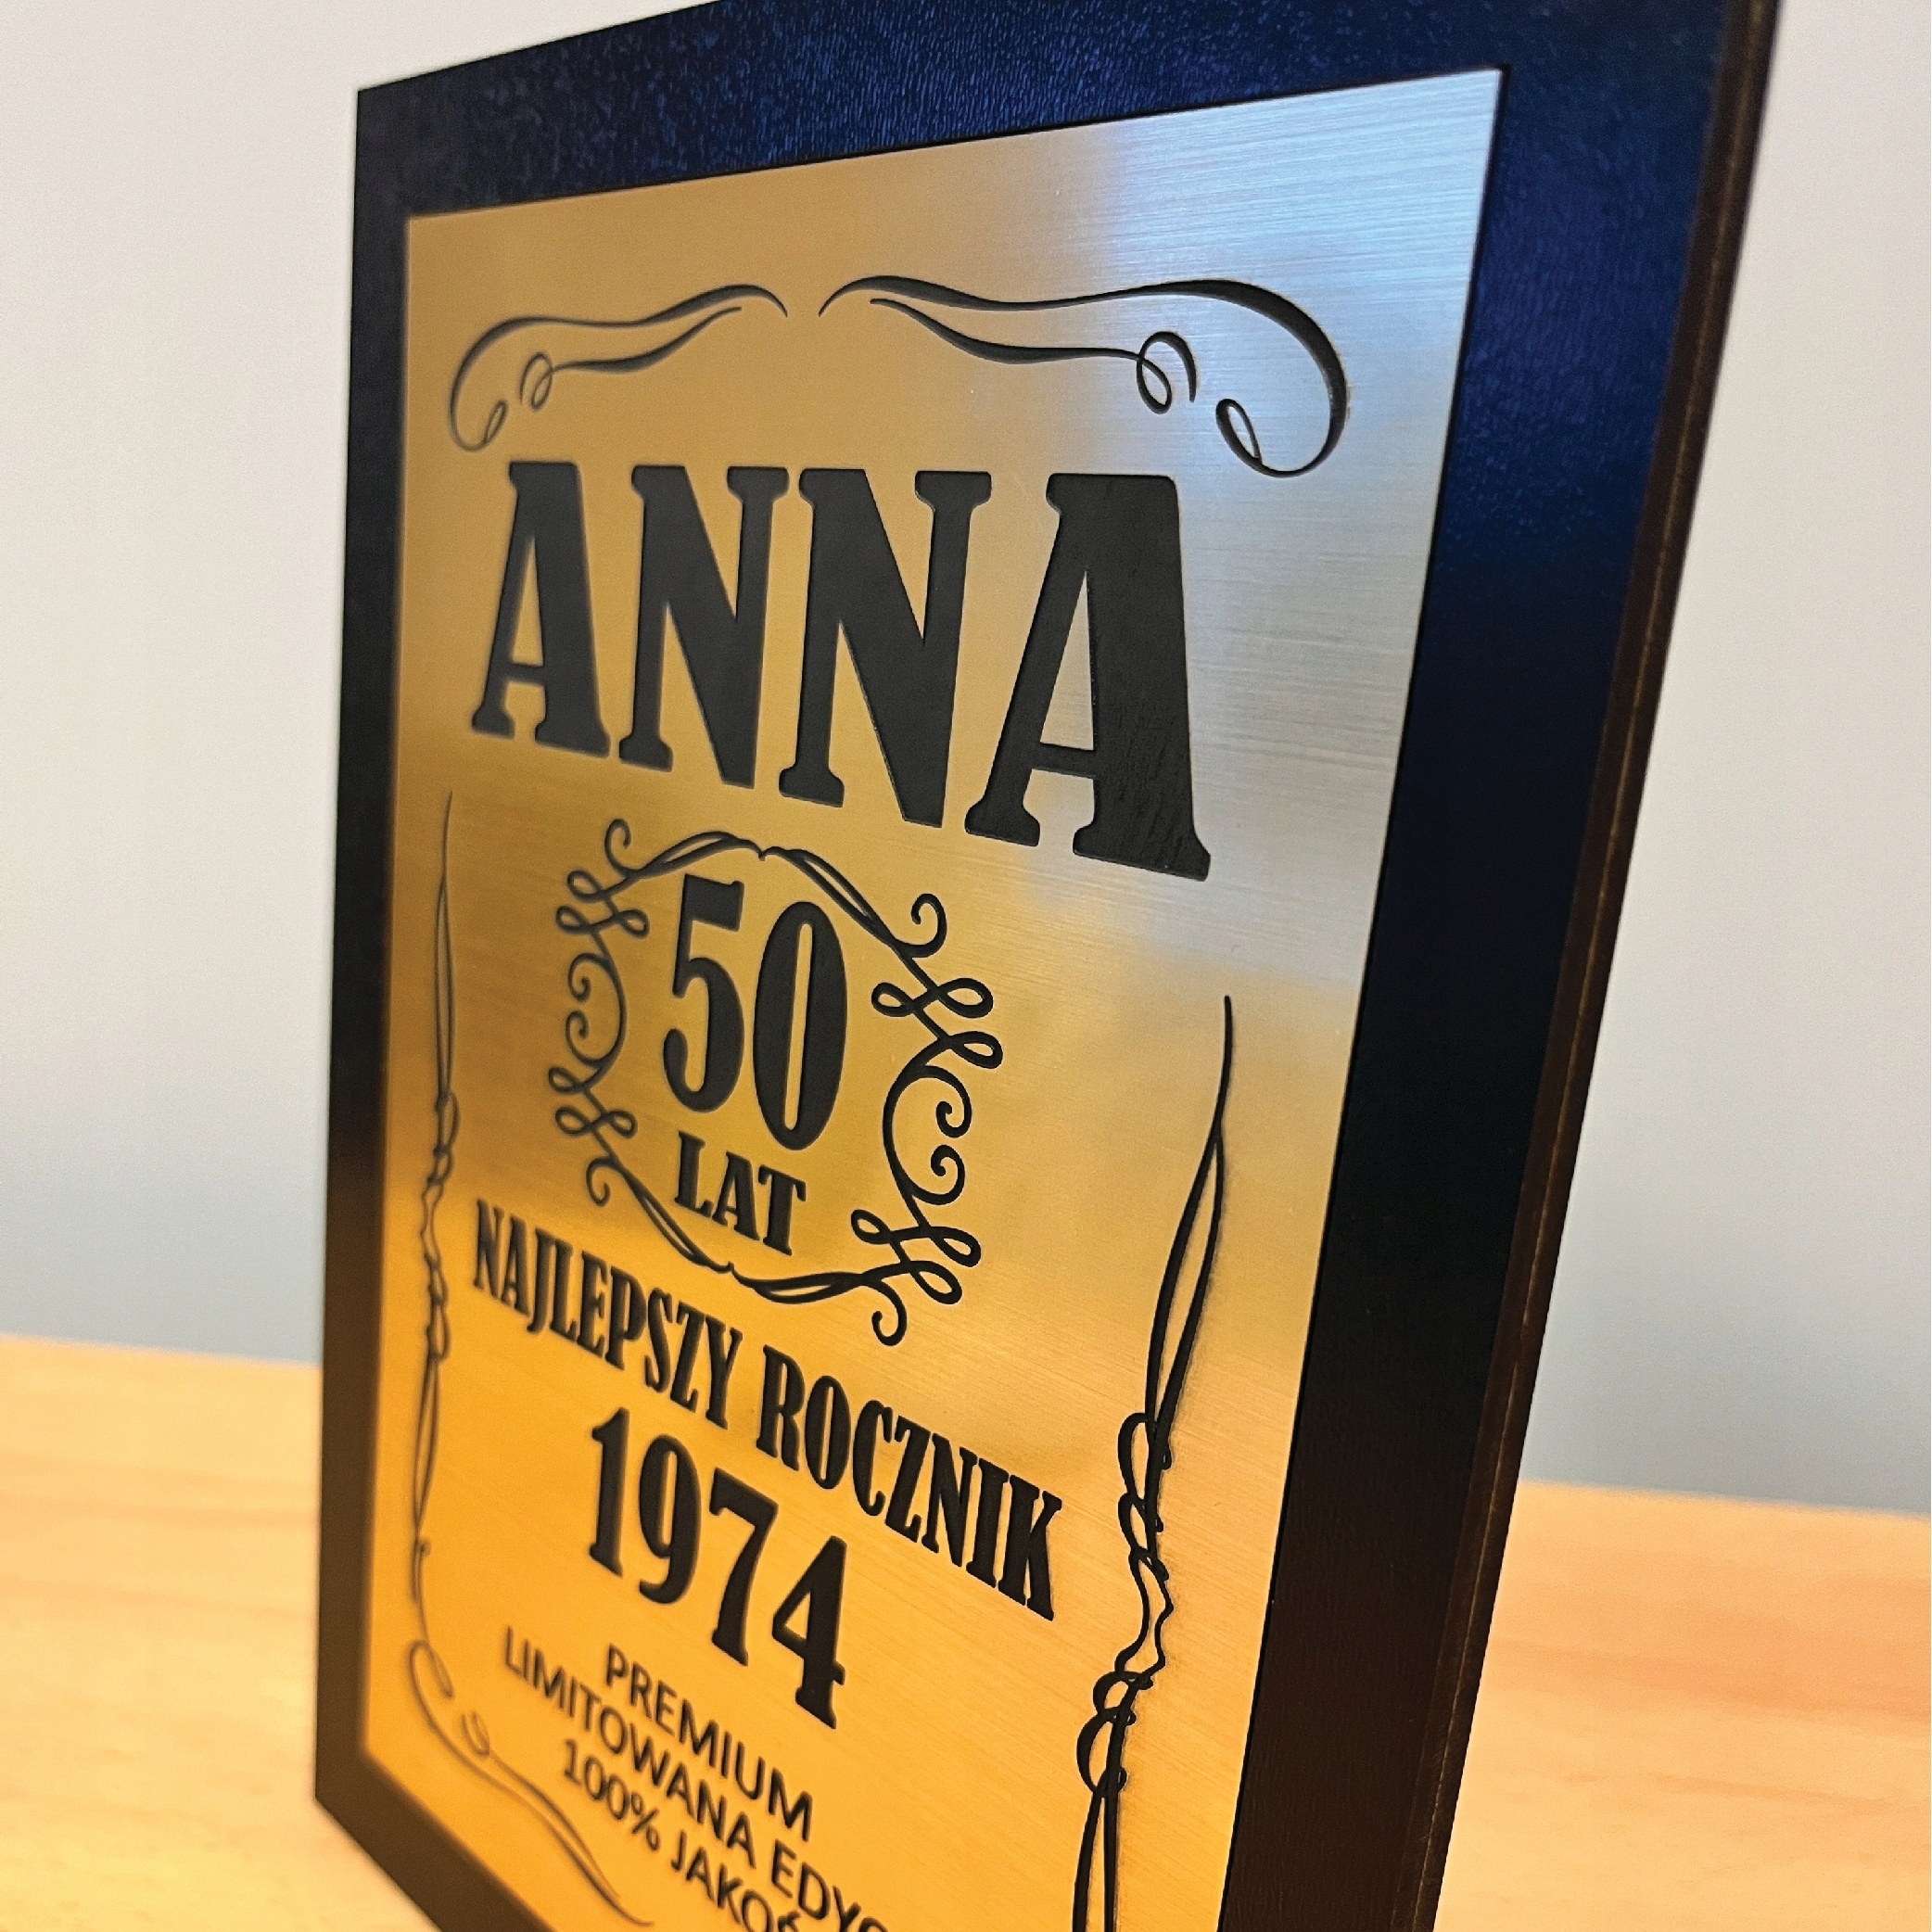 ANNA
50
LAT
NAJLEPSZY ROCZNIK
1974
PREMIUM
LIMITOWANA
100%